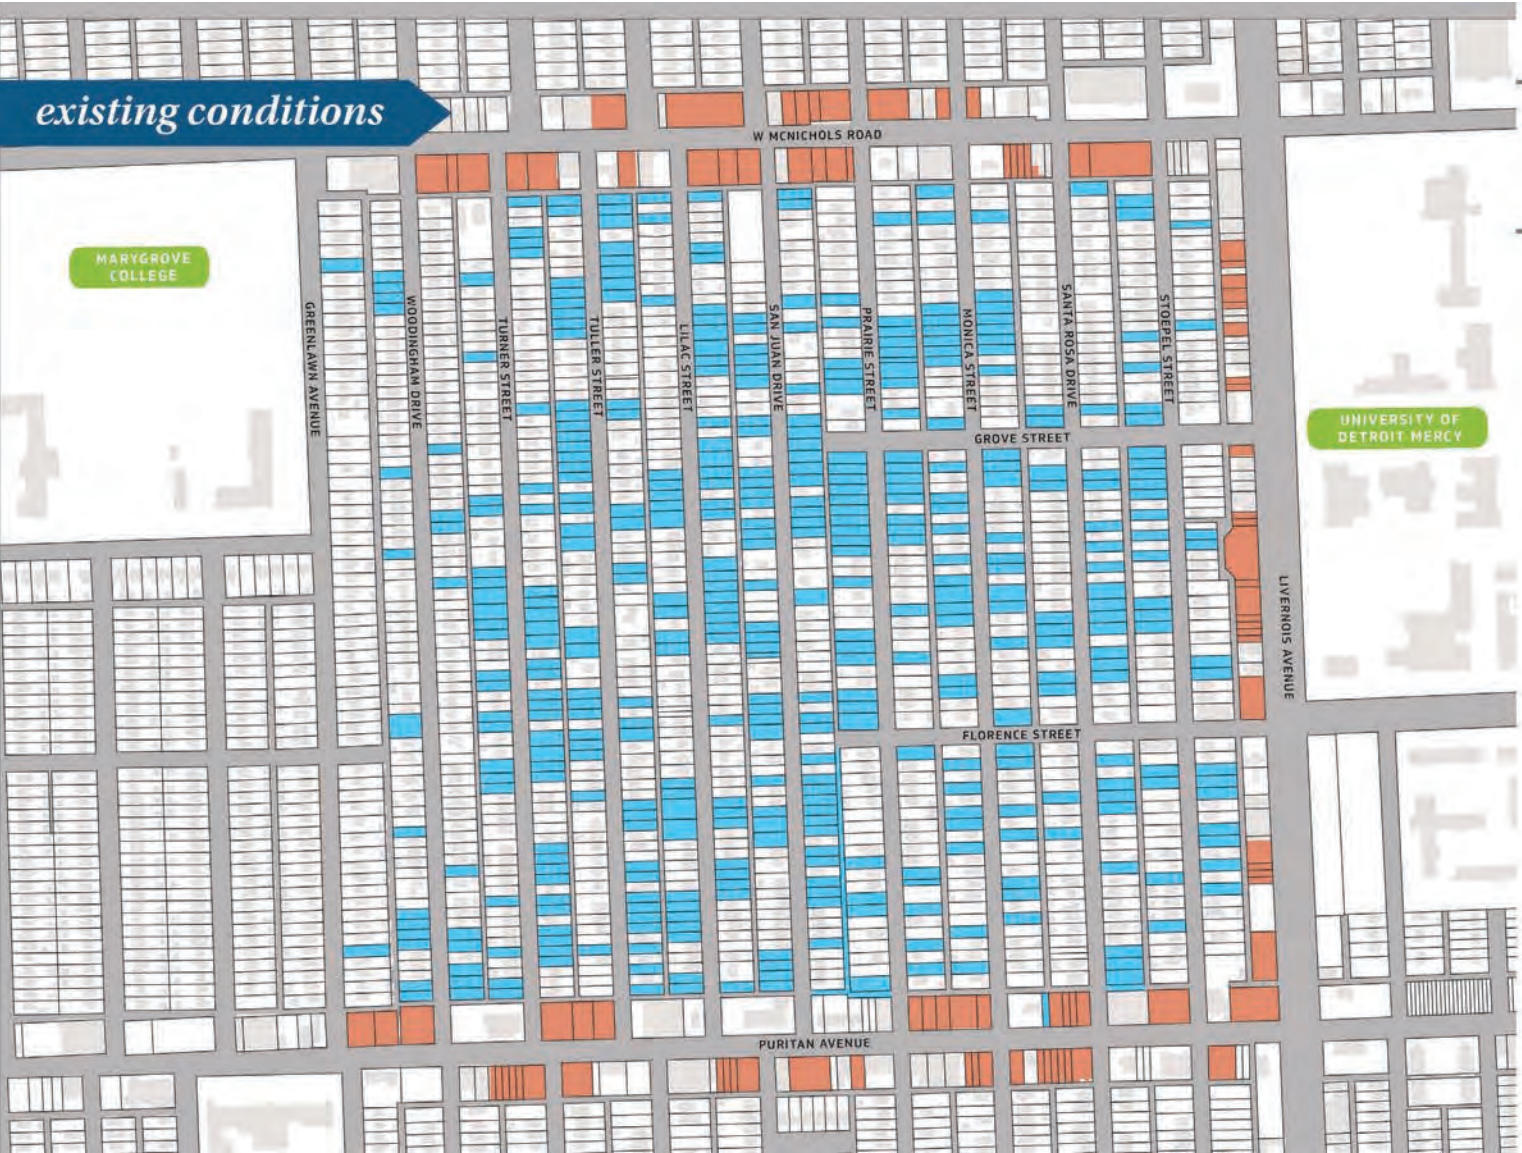 existing conditions
W MCNICHOLS ROAD
MARYGROVE
COLLEGE
GREENLAWN AVENUE
WOODINGHAM DRIVE
TURNER STREET
TULLER STREET
LILAC STREET
SAN JUAN DRIVE
PRAIRIE STREET
MONICA STREET
SANTA ROSA DRIVE
STOEPEL STREET
GROVE STREET
UNIVERSITY OF
DETROIT MERCY
LIVERNOIS AVENUE
FLORENCE STREET
PURITAN AVENUE